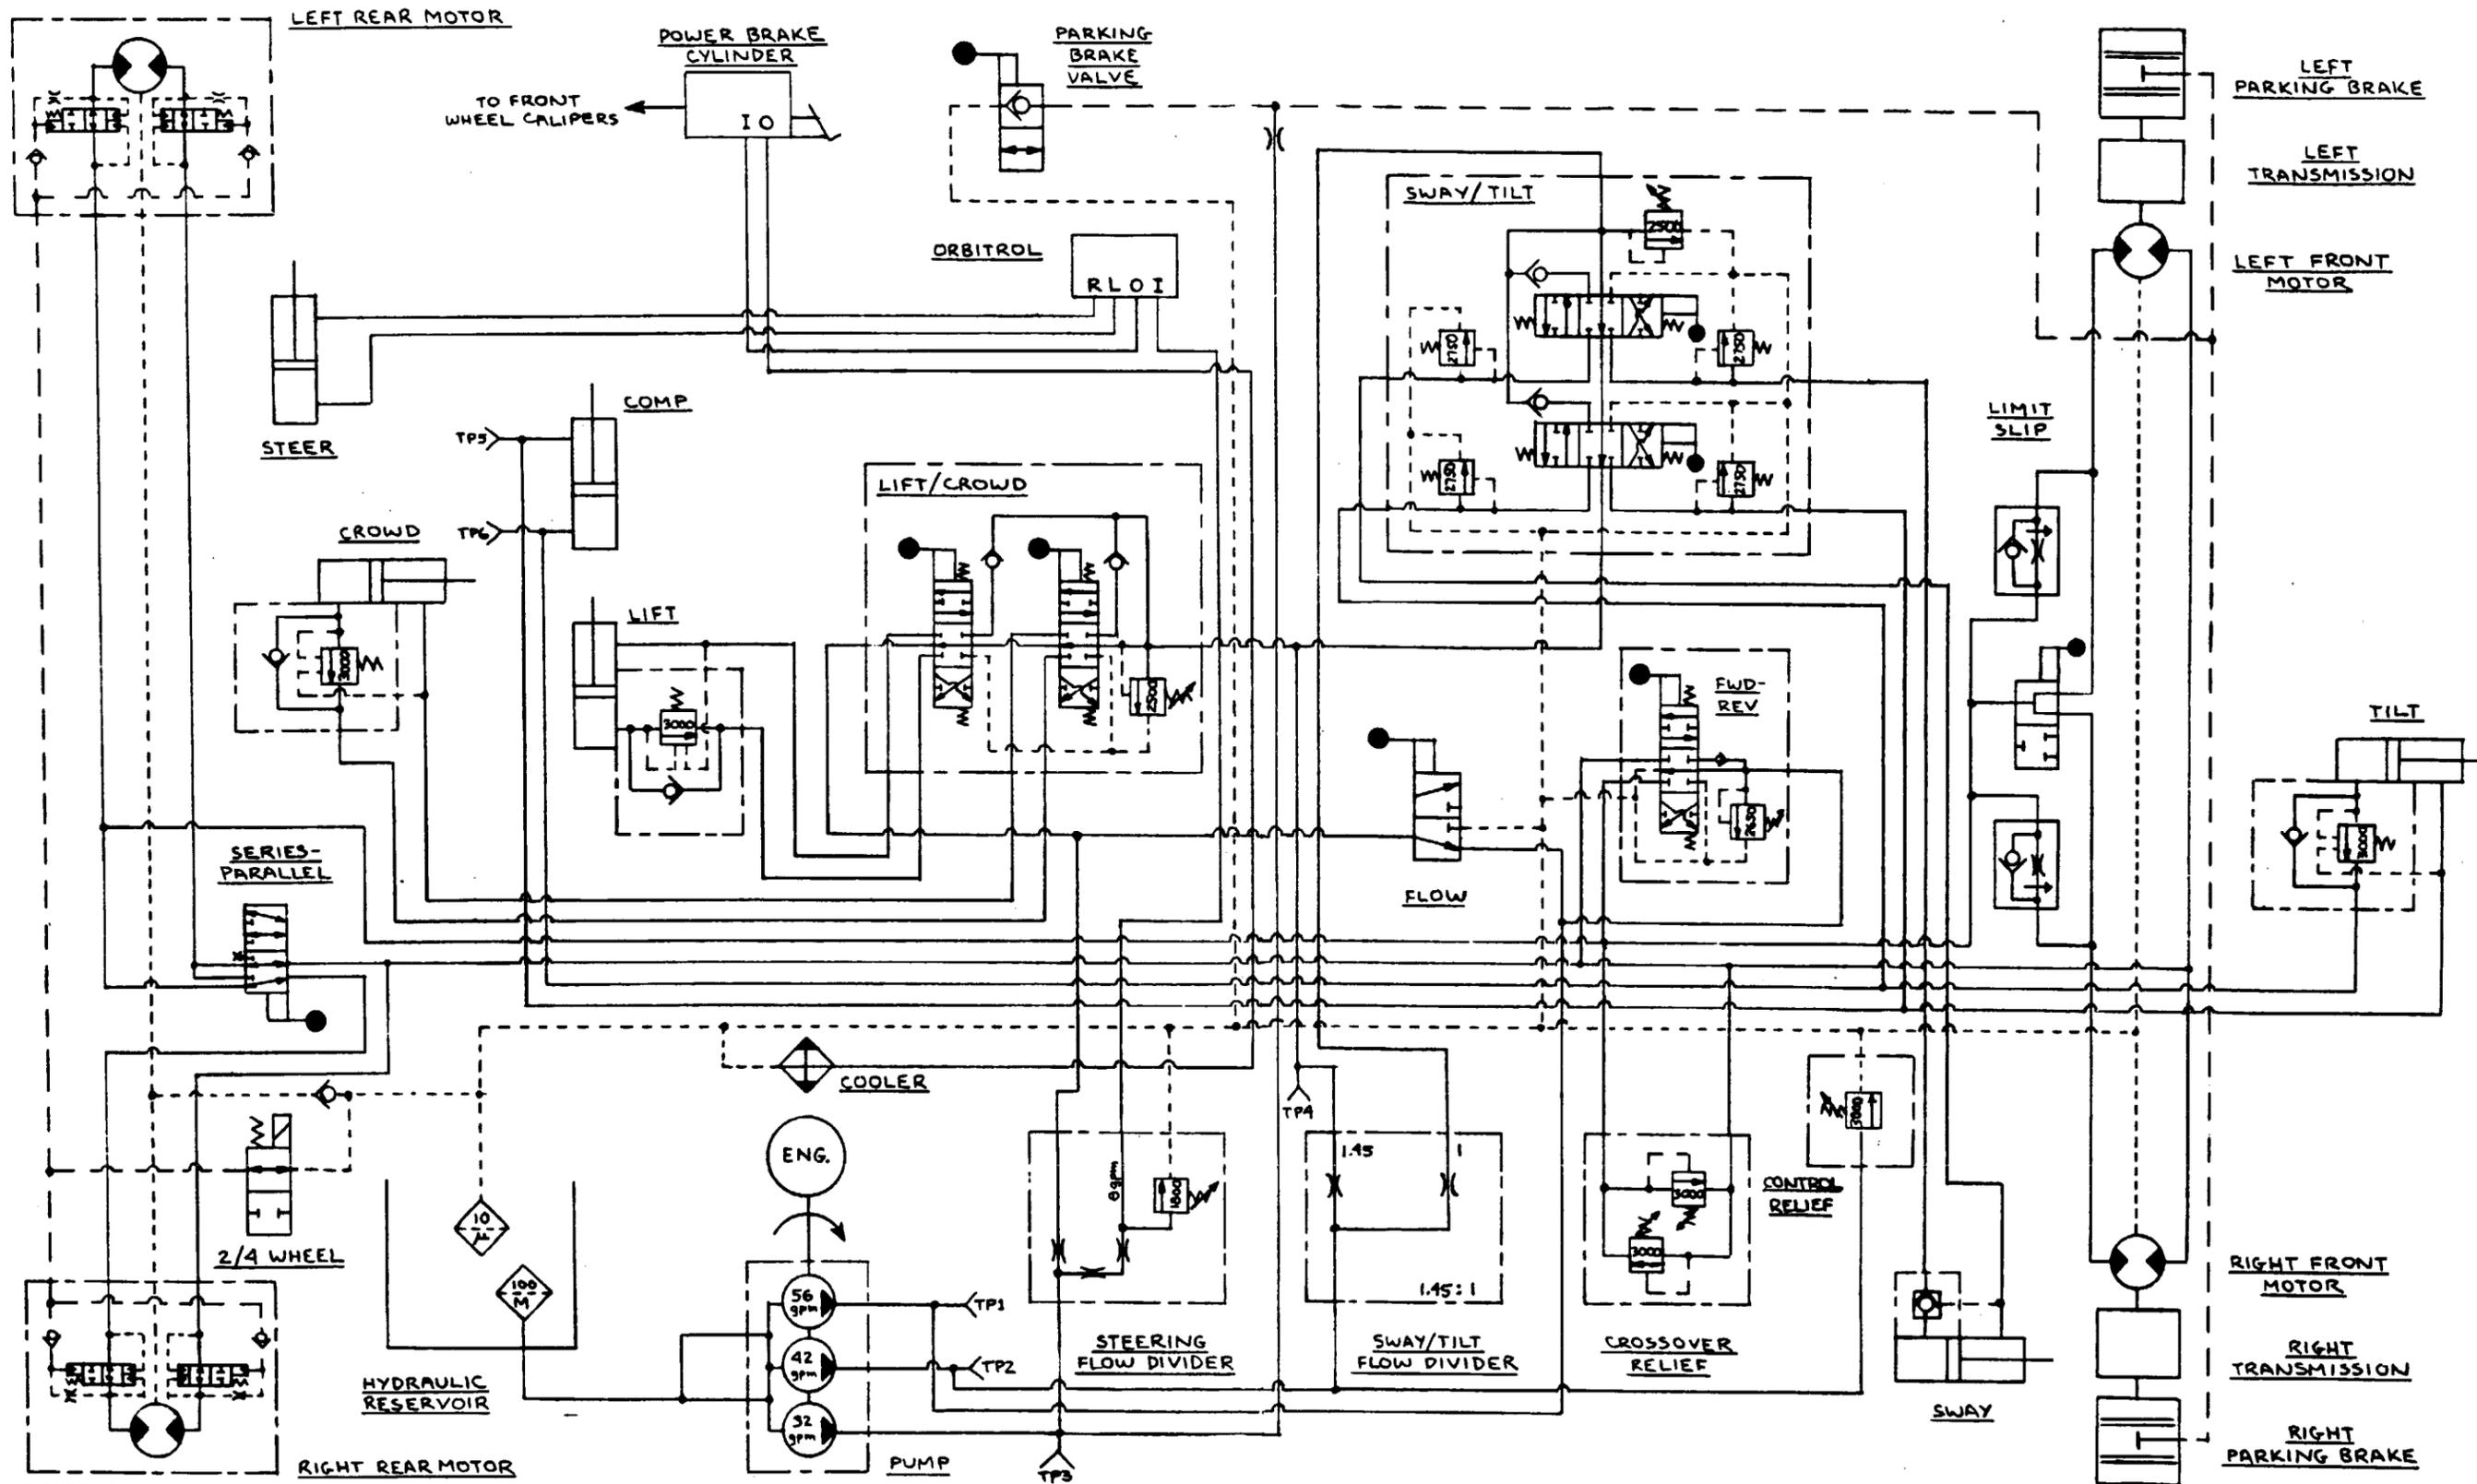 LEFT REAR MOTOR
POWER BRAKE
CYLINDER
TO FRONT
WHEEL CALIPERS
I O
PARKING
BRAKE
VALVE
LEFT
PARKING BRAKE
LEFT
TRANSMISSION
LEFT FRONT
MOTOR
SWAY/TILT
2500
2750
2750
2750
2750
ORBITROL
R L O I
STEER
COMP
TP5
TP6
CROWD
3000
LIFT
3000
LIFT/CROWD
2500
LIMIT
SLIP
FWD-
REV
2650
FLOW
TILT
3000
SERIES-
PARALLEL
COOLER
TP4
2/4 WHEEL
10
μ
100
M
HYDRAULIC
RESERVOIR
ENG.
56
gpm
42
gpm
32
gpm
PUMP
TP1
TP2
TP3
8gpm
1800
STEERING
FLOW DIVIDER
1.45
1
1.45:1
SWAY/TILT
FLOW DIVIDER
3000
3000
CROSSOVER
RELIEF
3000
CONTROL
RELIEF
SWAY
RIGHT FRONT
MOTOR
RIGHT
TRANSMISSION
RIGHT
PARKING BRAKE
RIGHT REAR MOTOR